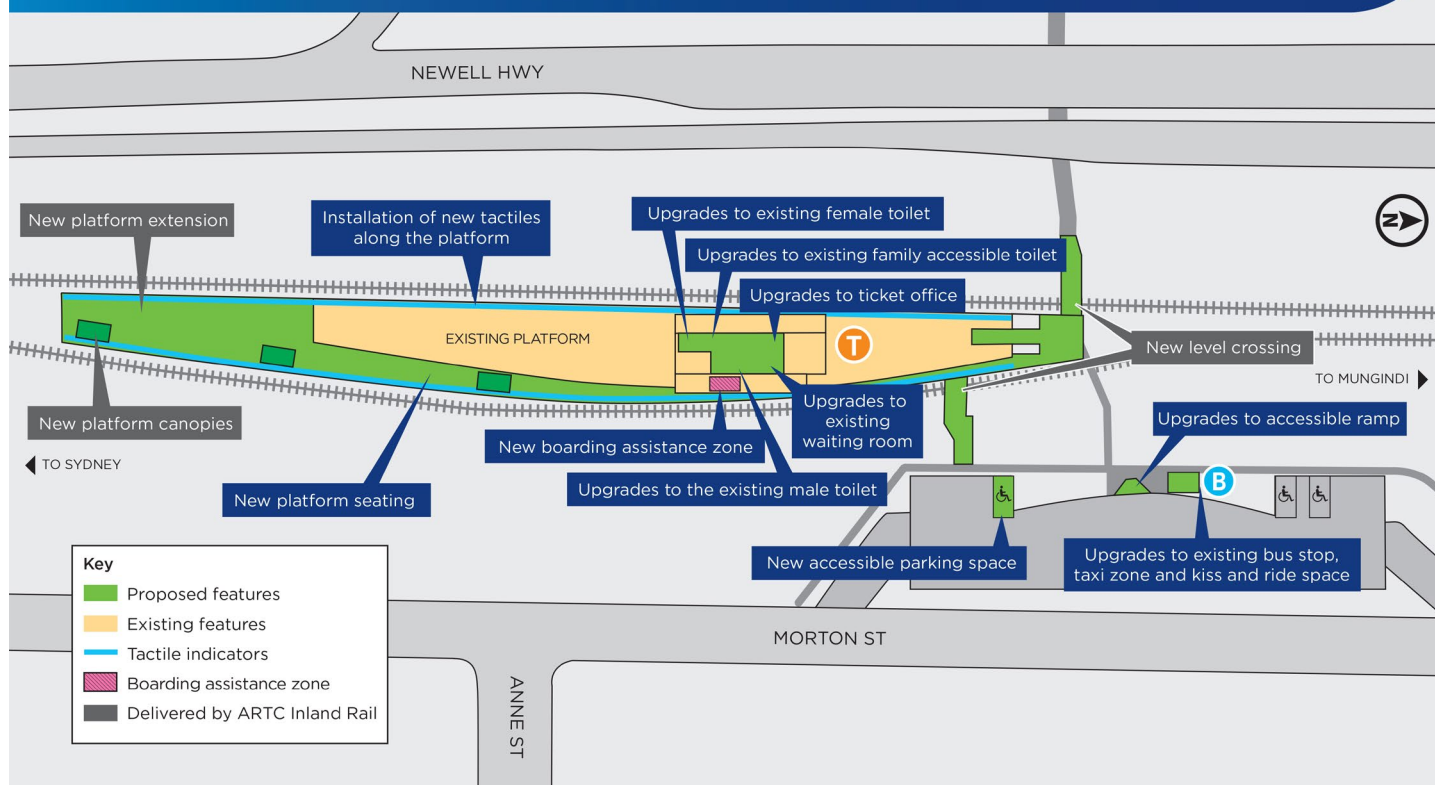 NEWELL HWY
New platform extension
Installation of new tactiles
along the platform
Upgrades to existing female toilet
Upgrades to existing family accessible toilet
Upgrades to ticket office
N
EXISTING PLATFORM
T
New level crossing
TO MUNGINDI
New platform canopies
TO SYDNEY
New platform seating
New boarding assistance zone
Upgrades to the existing male toilet
Upgrades to
existing
waiting room
Upgrades to accessible ramp
B
New accessible parking space
Upgrades to existing bus stop,
taxi zone and kiss and ride space
Key
Proposed features
Existing features
Tactile indicators
Boarding assistance zone
Delivered by ARTC Inland Rail
MORTON ST
ANNE ST